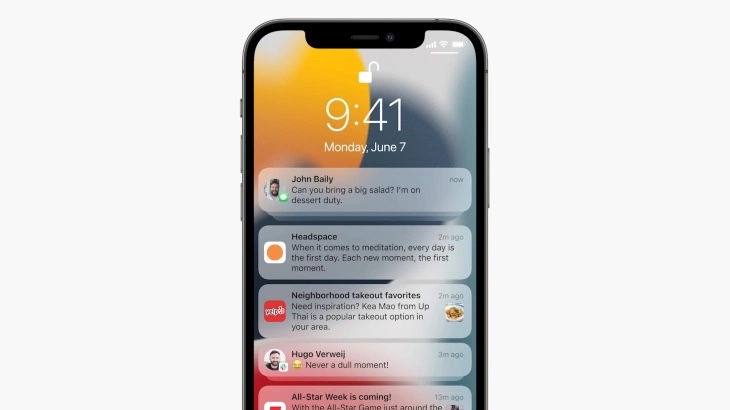 9:41
Monday, June 7
John Baily
now
Can you bring a big salad? I'm on
dessert duty.
Headspace
2m ago
When it comes to meditation, every day is
the first day. Each new moment, the first
moment.
Neighborhood takeout favorites
2m ago
yelp
Need inspiration? Kea Mao from Up
Thai is a popular takeout option in
your area.
Hugo Verweij
3m ago
😂 Never a dull moment!
All-Star Week is coming!
13m ago
With the All-Star Game just around the